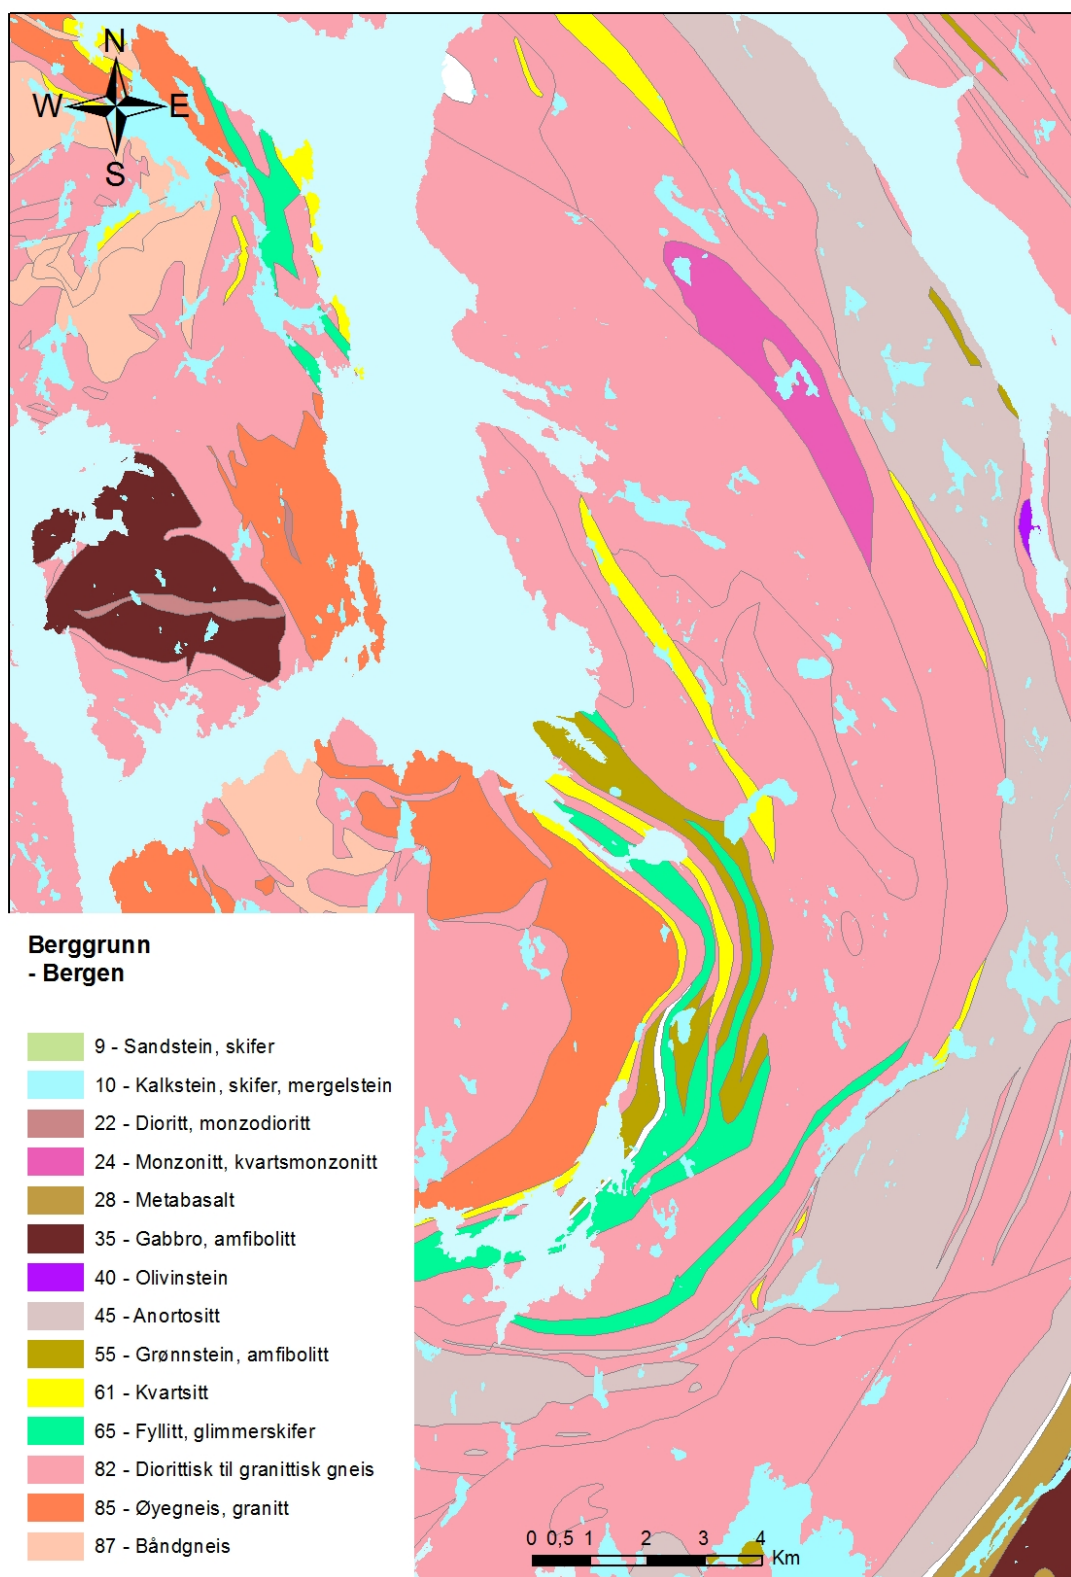 N
W E
S
Berggrunn
- Bergen
9 - Sandstein, skifer
10 - Kalkstein, skifer, mergelstein
22 - Dioritt, monzodioritt
24 - Monzonitt, kvartsmonzonitt
28 - Metabasalt
35 - Gabbro, amfibolitt
40 - Olivinstein
45 - Anortositt
55 - Grønnstein, amfibolitt
61 - Kvartsitt
65 - Fyllitt, glimmerskifer
82 - Diorittisk til granittisk gneis
85 - Øyegneis, granitt
87 - Båndgneis
0 0,5 1 2 3 4
Km